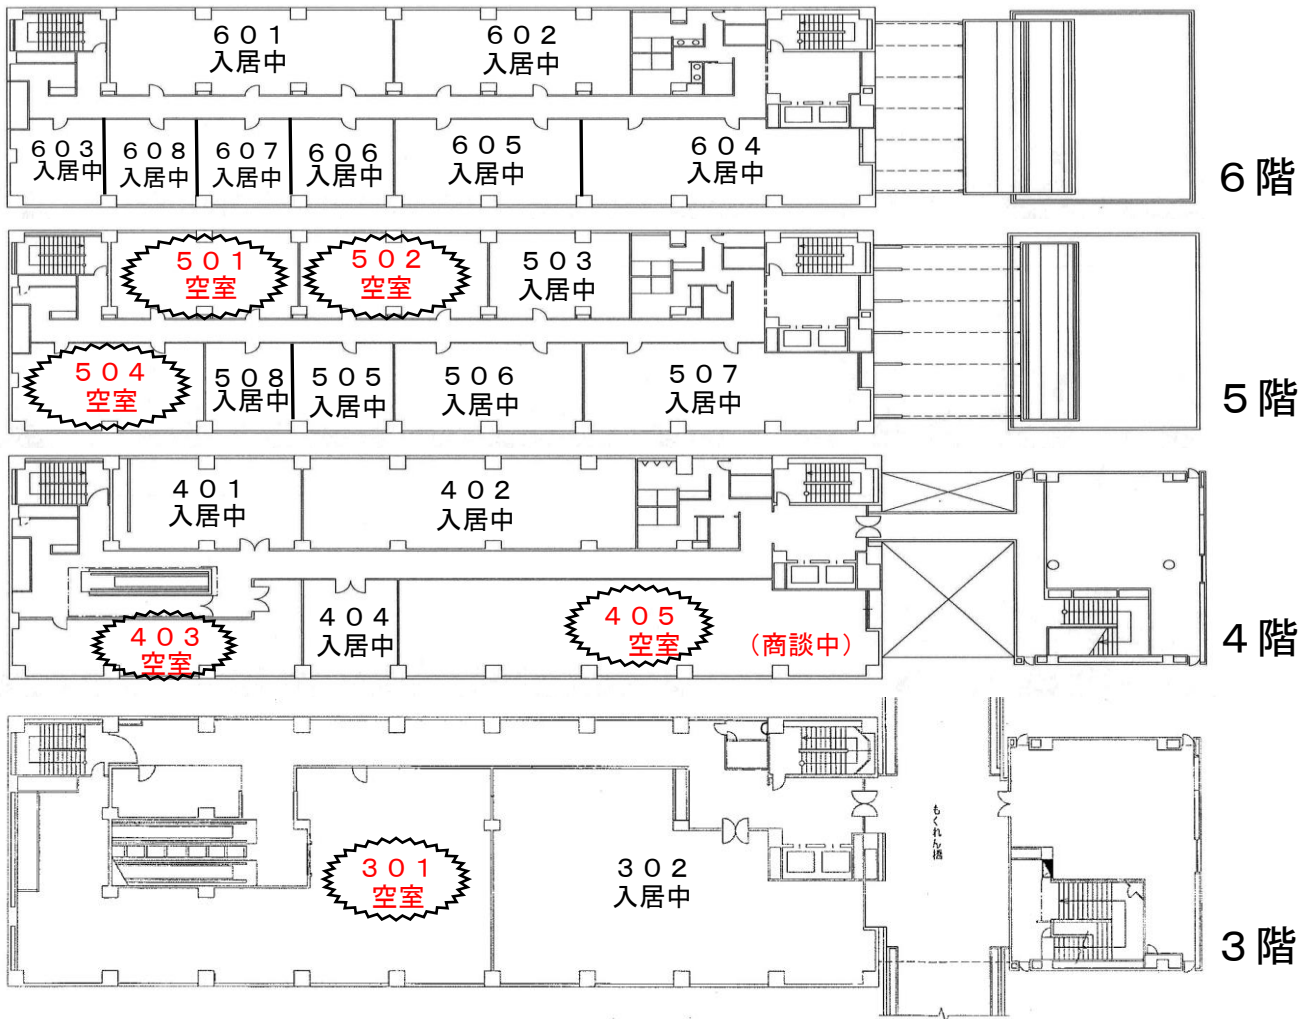 ６０１
入居中
６０２
入居中
６０３
入居中
６０８
入居中
６０７
入居中
６０６
入居中
６０５
入居中
６０４
入居中
６階
５０１
空室
５０２
空室
５０３
入居中
５０４
空室
５０８
入居中
５０５
入居中
５０６
入居中
５０７
入居中
５階
４０１
入居中
４０２
入居中
４０３
空室
４０４
入居中
４０５
空室
（商談中）
４階
３０１
空室
３０２
入居中
もくれん橋
３階